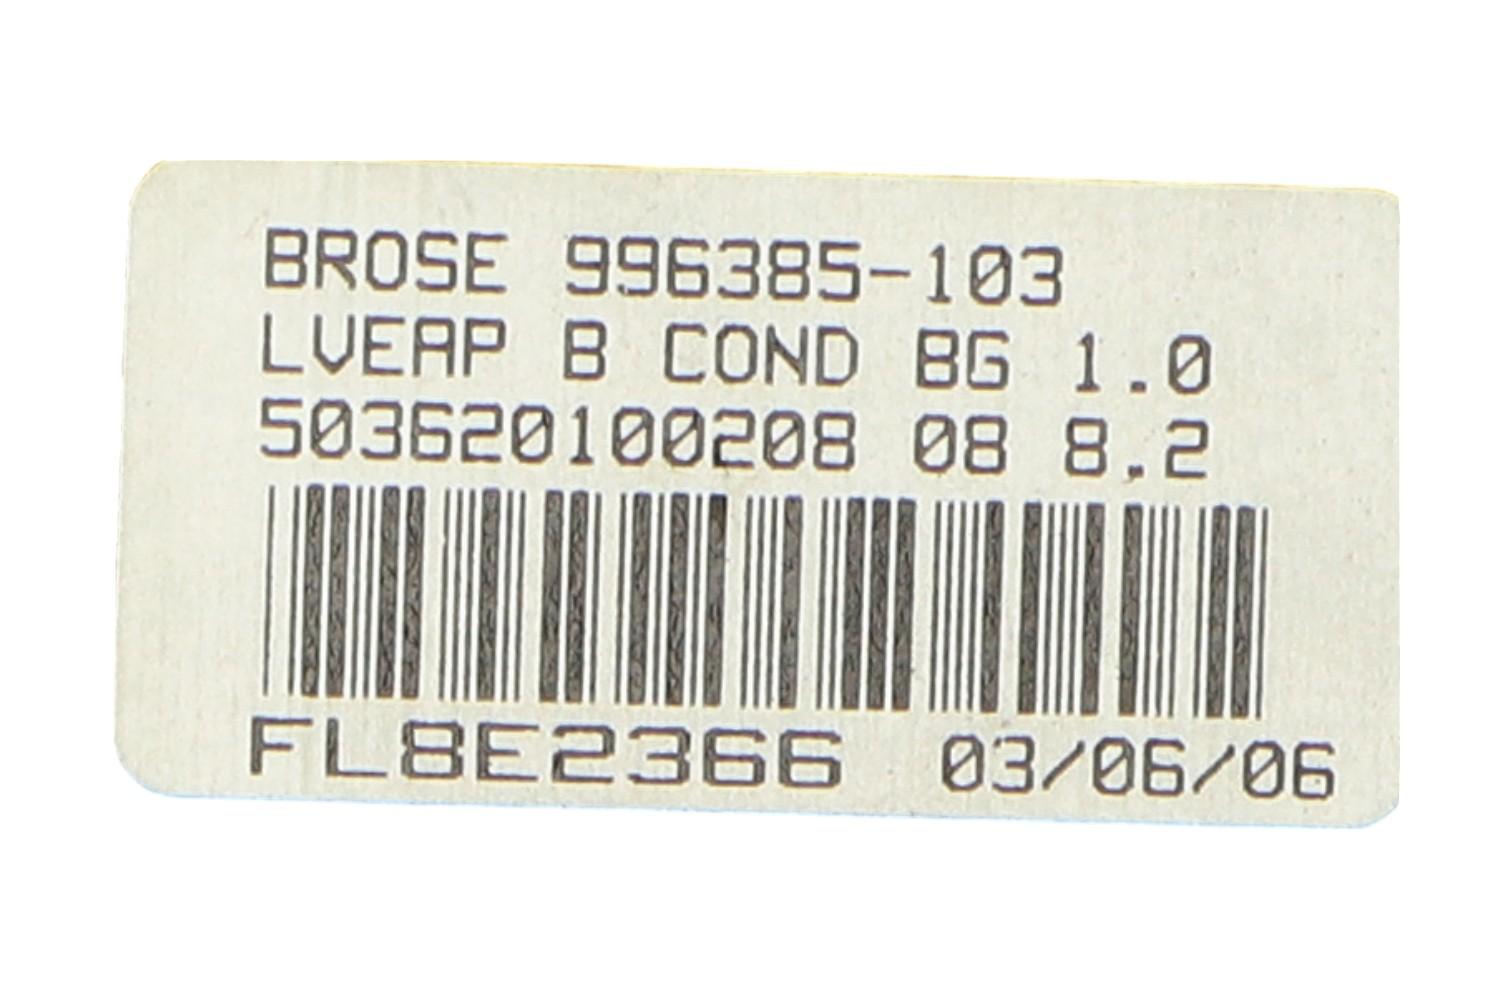 BROSE 996385-103
LVEAP B COND BG 1.0
503620100208 08 8.2
FL8E2366 03/06/06